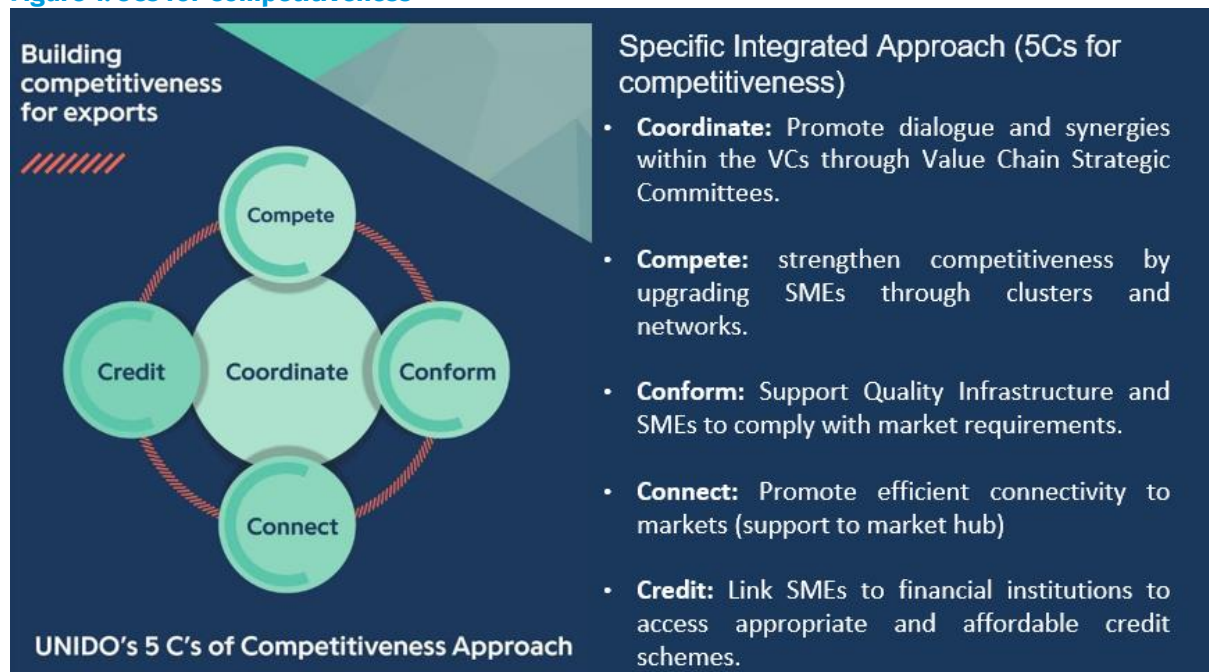 Building
competitiveness
for exports
Compete
Credit
Coordinate
Conform
Connect
UNIDO's 5 C's of Competitiveness Approach
Specific Integrated Approach (5Cs for
competitiveness)
• Coordinate: Promote dialogue and synergies
within the VCs through Value Chain Strategic
Committees.
• Compete: strengthen competitiveness by
upgrading SMEs through clusters and
networks.
• Conform: Support Quality Infrastructure and
SMEs to comply with market requirements.
• Connect: Promote efficient connectivity to
markets (support to market hub)
• Credit: Link SMEs to financial institutions to
access appropriate and affordable credit
schemes.